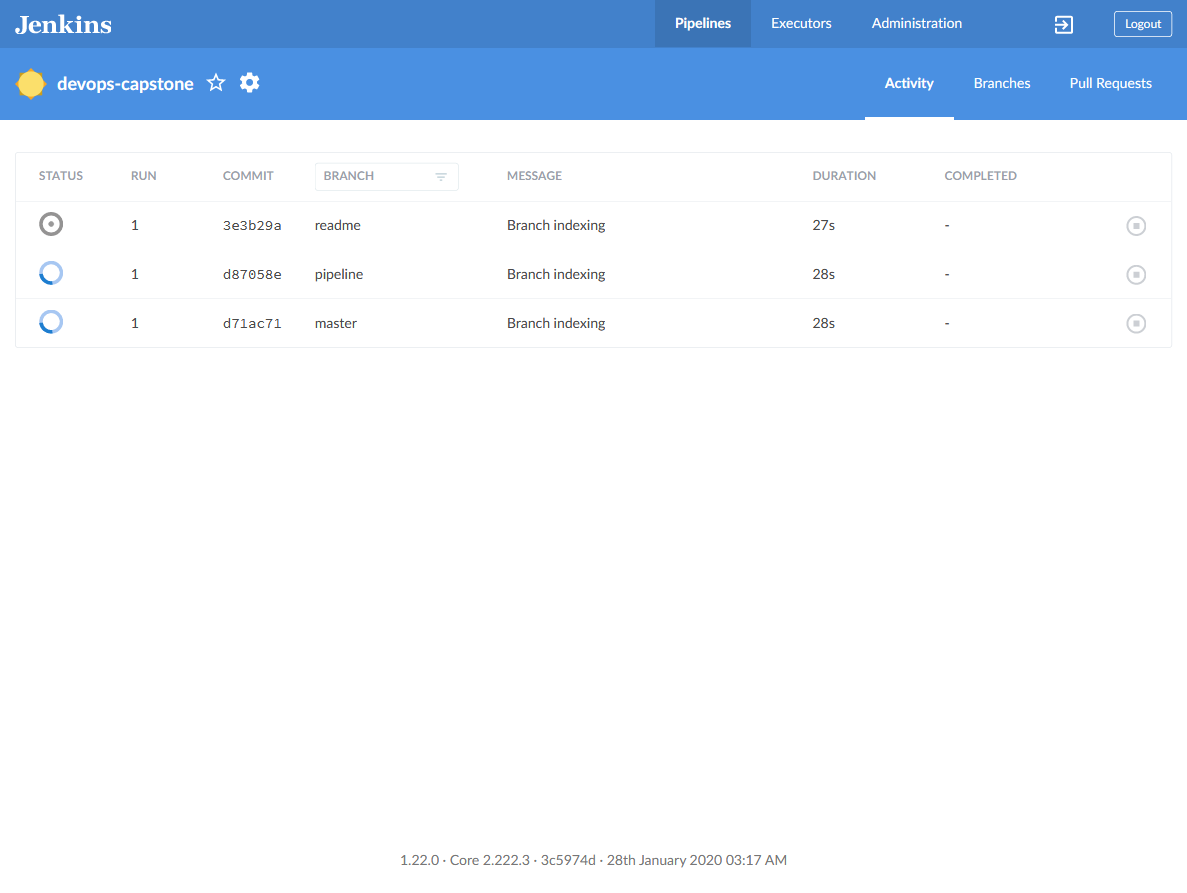 Jenkins Pipelines Executors Administration Logout
devops-capstone Activity Branches Pull Requests
STATUS RUN COMMIT BRANCH MESSAGE DURATION COMPLETED
1 3e3b29a readme Branch indexing 27s -
1 d87058e pipeline Branch indexing 28s -
1 d71ac71 master Branch indexing 28s -
1.22.0 · Core 2.222.3 · 3c5974d · 28th January 2020 03:17 AM